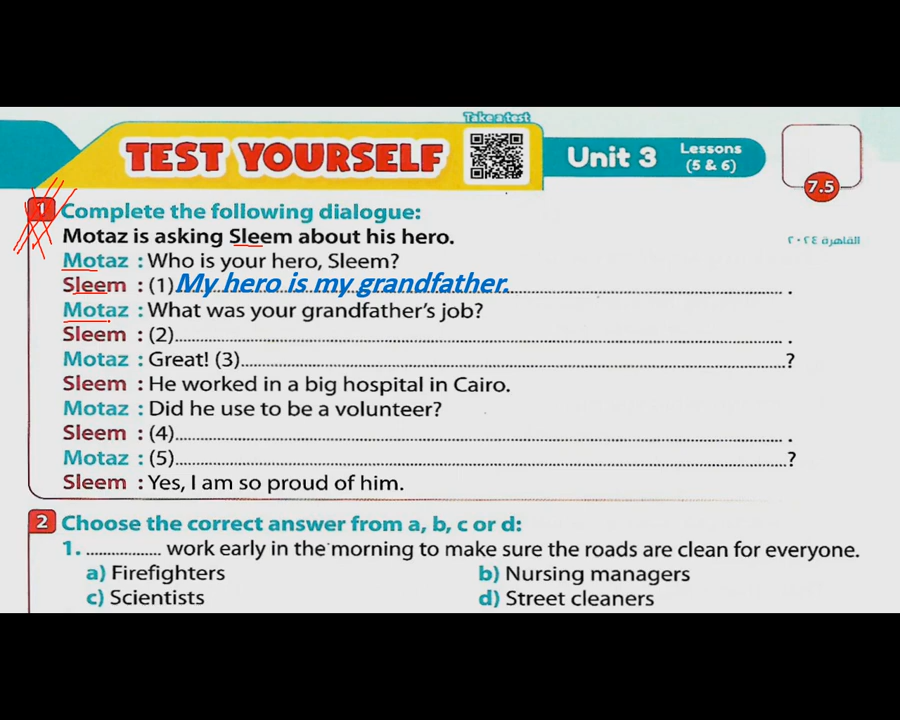 Take a test
TEST YOURSELF
Unit 3
Lessons
(5 & 6)
7.5
1 Complete the following dialogue:
Motaz is asking Sleem about his hero.
القاهرة ٢٠٢٤
Motaz : Who is your hero, Sleem?
Sleem : (1) My hero is my grandfather. .
Motaz : What was your grandfather's job?
Sleem : (2)........................ .
Motaz : Great! (3)........................?
Sleem : He worked in a big hospital in Cairo.
Motaz : Did he use to be a volunteer?
Sleem : (4)........................ .
Motaz : (5)........................?
Sleem : Yes, I am so proud of him.
2 Choose the correct answer from a, b, c or d:
1. .................. work early in the morning to make sure the roads are clean for everyone.
a) Firefighters b) Nursing managers
c) Scientists d) Street cleaners